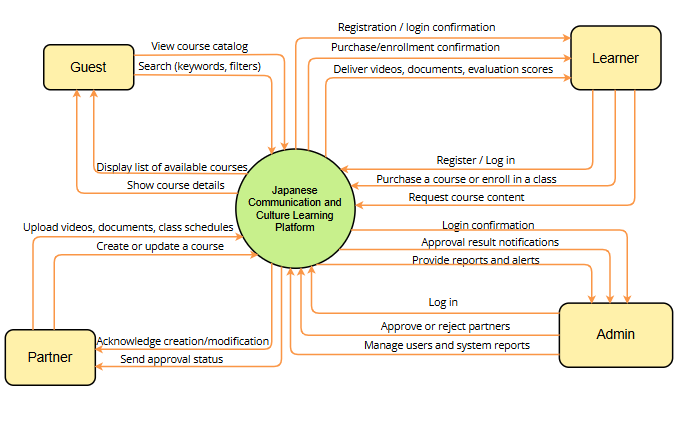 Registration / login confirmation
View course catalog
Purchase/enrollment confirmation
Guest
Search (keywords, filters)
Deliver videos, documents, evaluation scores
Learner
Display list of available courses
Register / Log in
Show course details
Purchase a course or enroll in a class
Japanese
Communication and
Culture Learning
Platform
Request course content
Upload videos, documents, class schedules
Login confirmation
Create or update a course
Approval result notifications
Provide reports and alerts
Log in
Approve or reject partners
Admin
Acknowledge creation/modification
Manage users and system reports
Partner
Send approval status